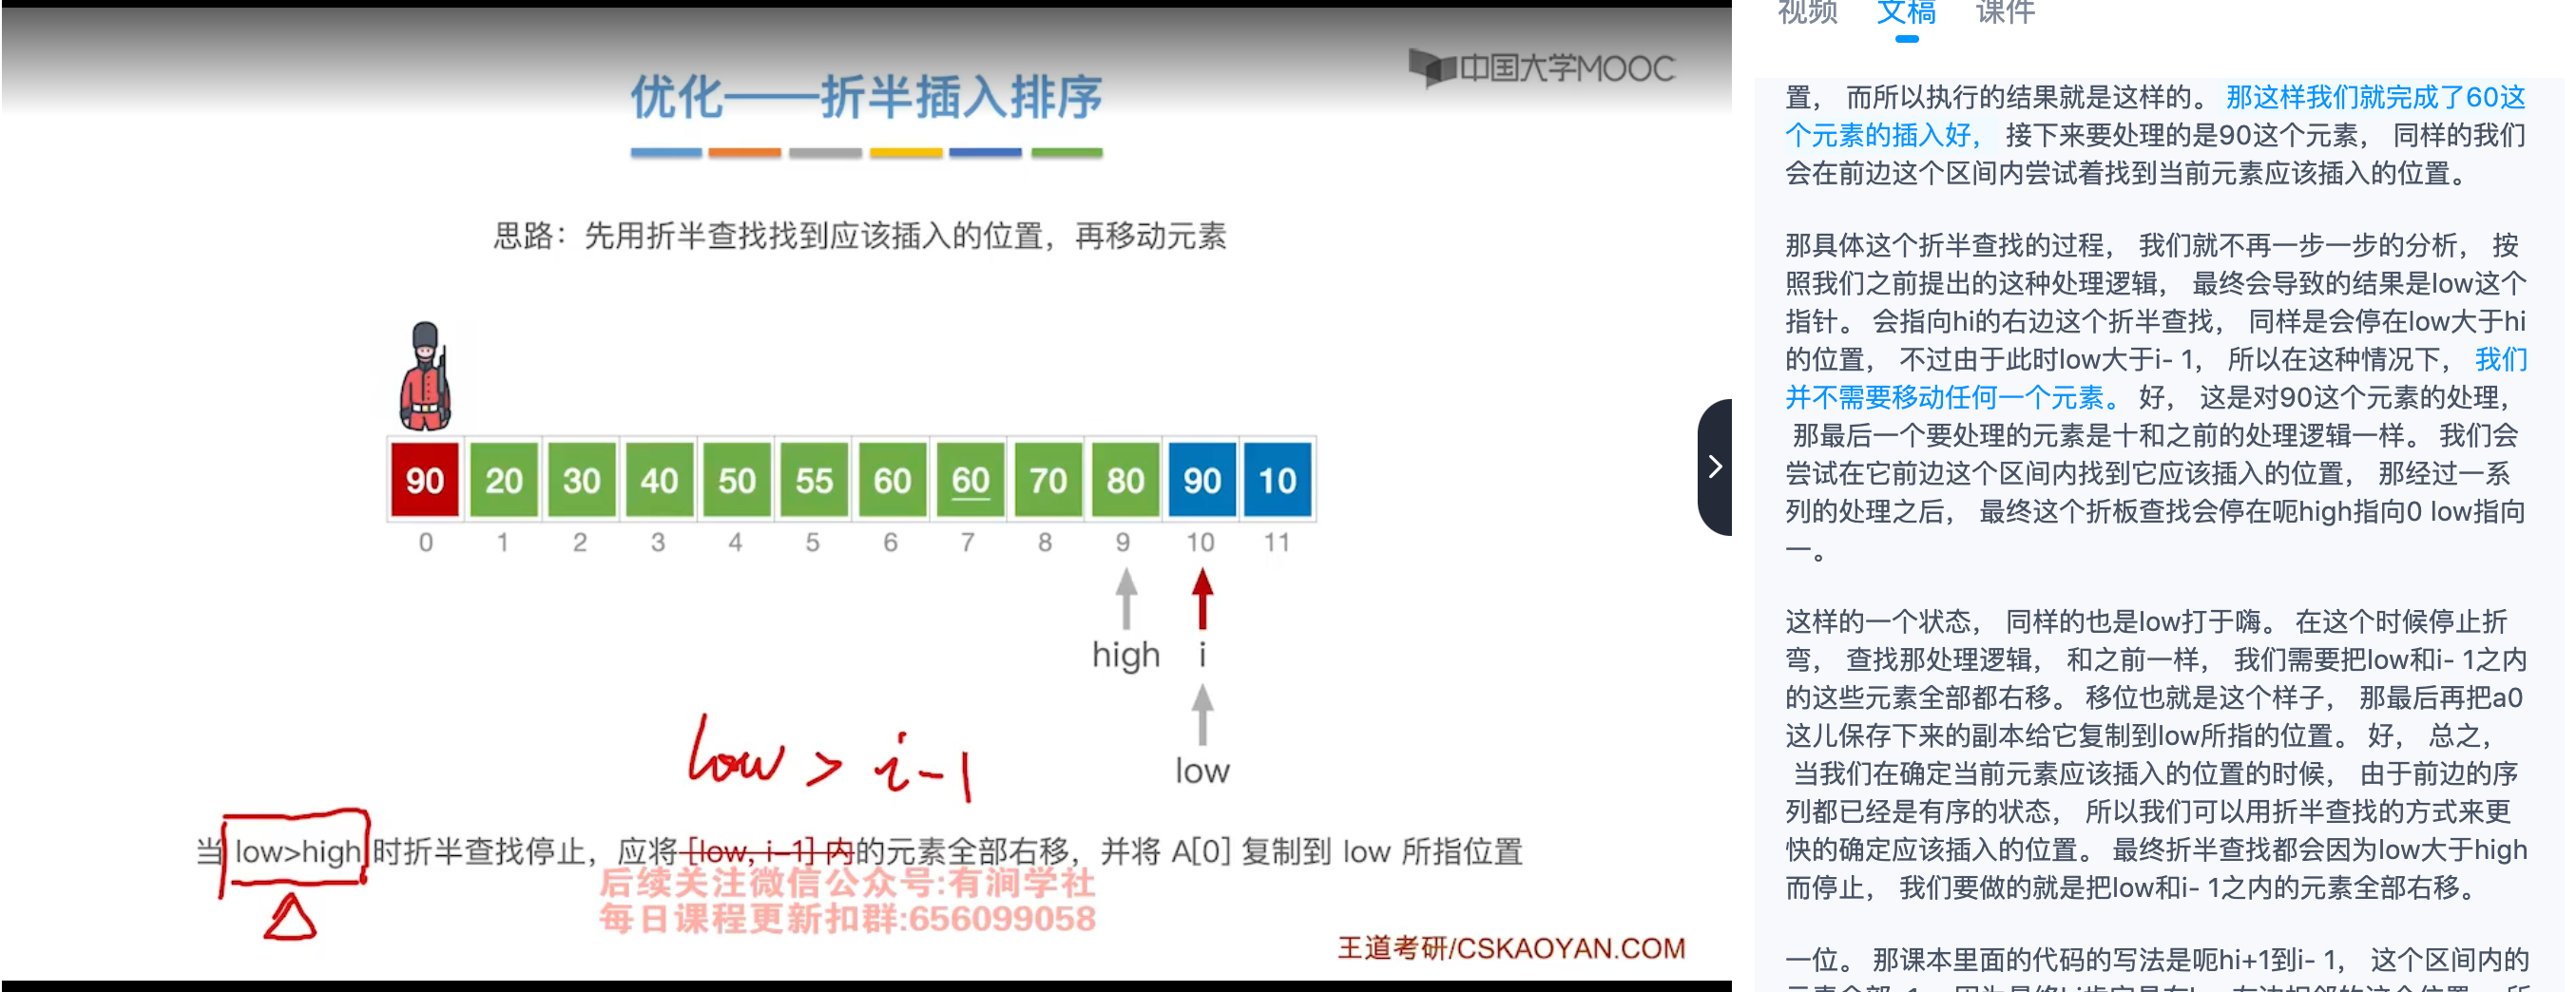 中国大学MOOC
优化——折半插入排序
思路：先用折半查找找到应该插入的位置，再移动元素
90 20 30 40 50 55 60 60 70 80 90 10
0 1 2 3 4 5 6 7 8 9 10 11
high i
low
low > i-1
当 low>high 时折半查找停止，应将 [low, i-1] 内的元素全部右移，并将 A[0] 复制到 low 所指位置
后续关注微信公众号:有涧学社
每日课程更新扣群:656099058
王道考研/CSKAOYAN.COM
视频 文稿 课件
置， 而所以执行的结果就是这样的。 那这样我们就完成了60这
个元素的插入好， 接下来要处理的是90这个元素， 同样的我们
会在前边这个区间内尝试着找到当前元素应该插入的位置。
那具体这个折半查找的过程， 我们就不再一步一步的分析， 按
照我们之前提出的这种处理逻辑， 最终会导致的结果是low这个
指针。 会指向hi的右边这个折半查找， 同样是会停在low大于hi
的位置， 不过由于此时low大于i- 1， 所以在这种情况下， 我们
并不需要移动任何一个元素。 好， 这是对90这个元素的处理，
那最后一个要处理的元素是十和之前的处理逻辑一样。 我们会
尝试在它前边这个区间内找到它应该插入的位置， 那经过一系
列的处理之后， 最终这个折板查找会停在呃high指向0 low指向
一。
这样的一个状态， 同样的也是low打于嗨。 在这个时候停止折
弯， 查找那处理逻辑， 和之前一样， 我们需要把low和i- 1之内
的这些元素全部都右移。 移位也就是这个样子， 那最后再把a0
这儿保存下来的副本给它复制到low所指的位置。 好， 总之，
当我们在确定当前元素应该插入的位置的时候， 由于前边的序
列都已经是有序的状态， 所以我们可以用折半查找的方式来更
快的确定应该插入的位置。 最终折半查找都会因为low大于high
而停止， 我们要做的就是把low和i- 1之内的元素全部右移。
一位。 那课本里面的代码的写法是呃hi+1到i- 1， 这个区间内的